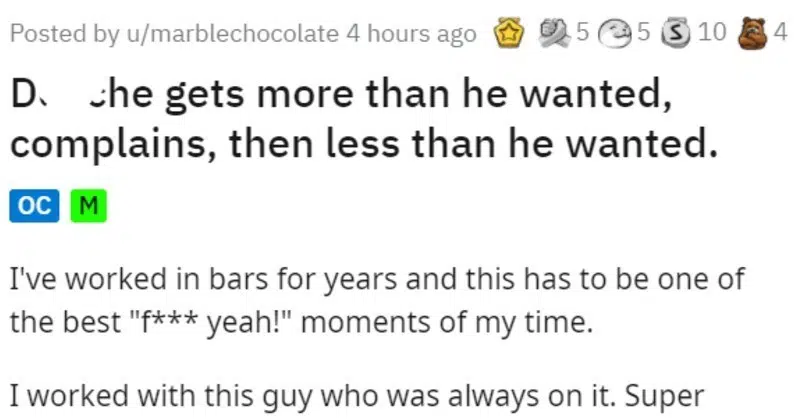 Posted by u/marblechocolate 4 hours ago 5 5 S 10 4
he gets more than he wanted,
complains, then less than he wanted.
OC M
I've worked in bars for years and this has to be one of
the best "f*** yeah!" moments of my time.
I worked with this guy who was always on it. Super